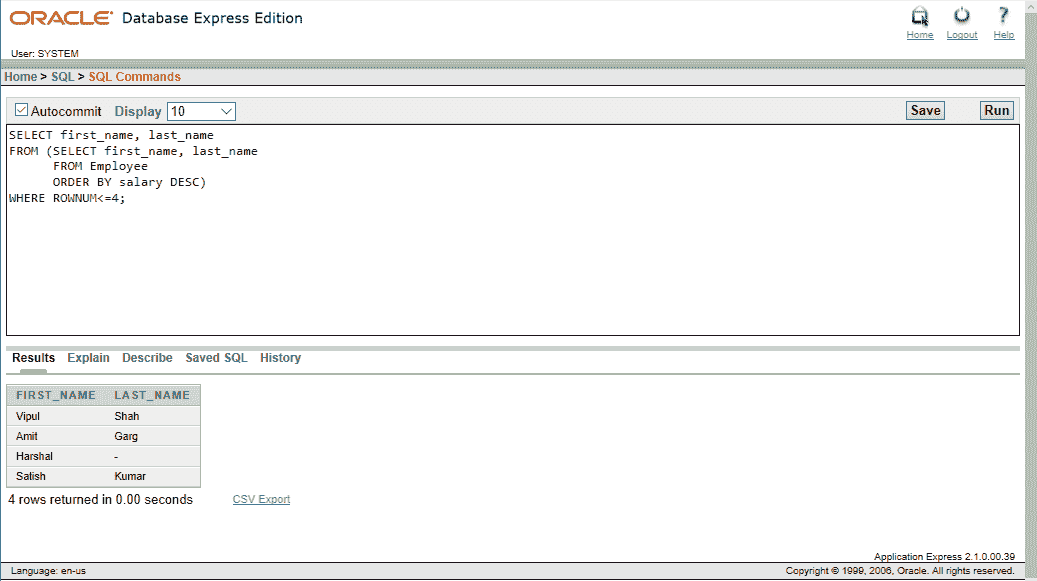 ORACLE Database Express Edition
Home Logout Help
User: SYSTEM
Home > SQL > SQL Commands
Autocommit Display 10 Save Run
SELECT first_name, last_name
FROM (SELECT first_name, last_name
FROM Employee
ORDER BY salary DESC)
WHERE ROWNUM<=4;
Results Explain Describe Saved SQL History
FIRST_NAME LAST_NAME
Vipul Shah
Amit Garg
Harshal -
Satish Kumar
4 rows returned in 0.00 seconds CSV Export
Application Express 2.1.0.00.39
Language: en-us Copyright © 1999, 2006, Oracle. All rights reserved.